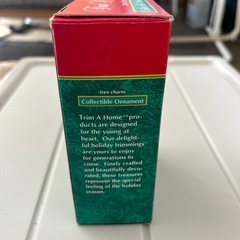 tree charm
Collectible Ornament
Trim A Home™ pro-
ducts are designed
for the young at
heart. Our delight-
ful holiday trimmings
are yours to enjoy
for generations to
come. Finely crafted
and beautifully deco-
rated, these treasures
represent the special
feeling of the holiday
season.